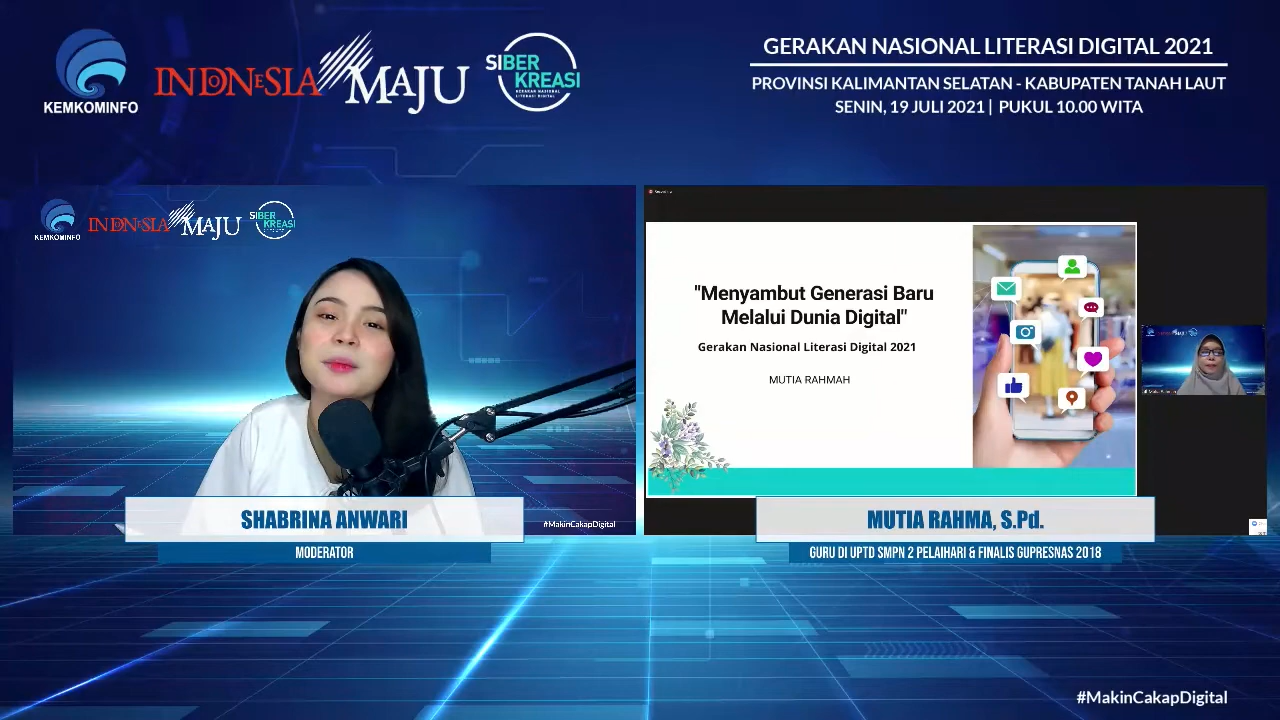 KEMKOMINFO
INDONESIA MAJU
SIBER KREASI
GERAKAN NASIONAL LITERASI DIGITAL
GERAKAN NASIONAL LITERASI DIGITAL 2021
PROVINSI KALIMANTAN SELATAN - KABUPATEN TANAH LAUT
SENIN, 19 JULI 2021 | PUKUL 10.00 WITA
KEMKOMINFO
INDONESIA MAJU
SIBER KREASI
"Menyambut Generasi Baru
Melalui Dunia Digital"
Gerakan Nasional Literasi Digital 2021
MUTIA RAHMAH
#MakinCakapDigital
SHABRINA ANWARI
MODERATOR
MUTIA RAHMA, S.Pd.
GURU DI UPTD SMPN 2 PELAIHARI & FINALIS GUPRESNAS 2018
#MakinCakapDigital